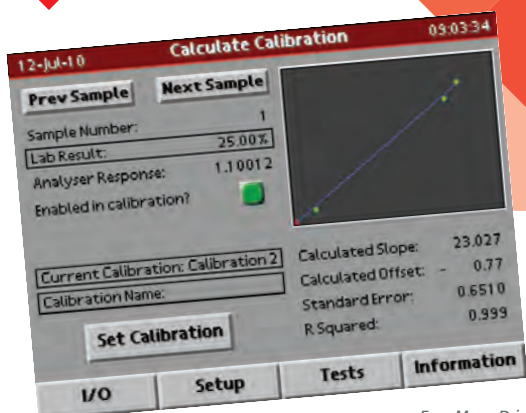 12-Jul-10 Calculate Calibration 09:03:34
Prev Sample Next Sample
Sample Number: 1
Lab Result: 25.00%
Analyser Response: 1.10012
Enabled in calibration?
Current Calibration: Calibration 2
Calibration Name:
Set Calibration
Calculated Slope: 23.027
Calculated Offset: - 0.77
Standard Error: 0.6510
R Squared: 0.999
I/O Setup Tests Information